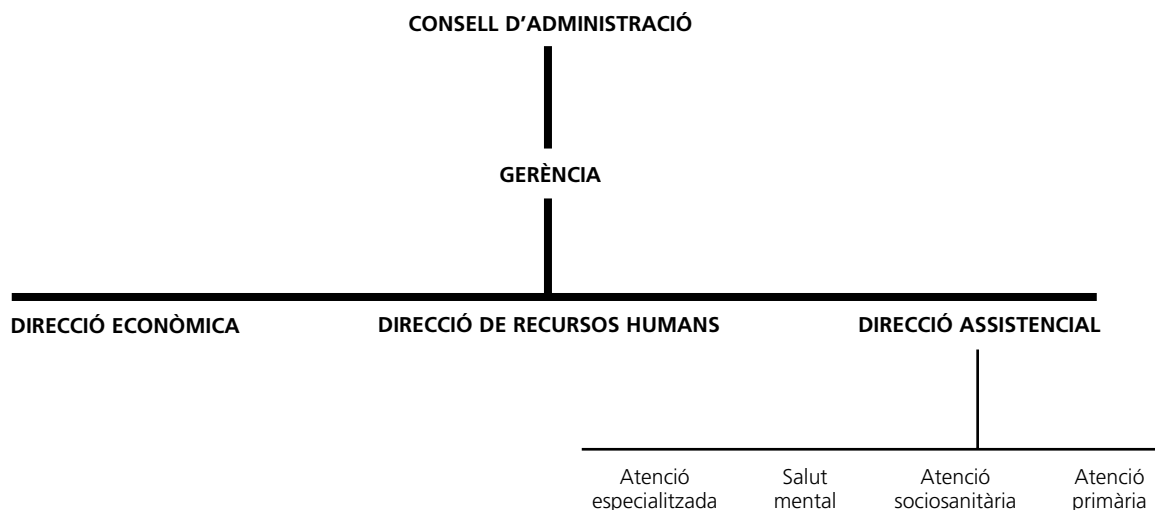 CONSELL D'ADMINISTRACIÓ
GERÈNCIA
DIRECCIÓ ECONÒMICA
DIRECCIÓ DE RECURSOS HUMANS
DIRECCIÓ ASSISTENCIAL
Atenció
especialitzada
Salut
mental
Atenció
sociosanitària
Atenció
primària